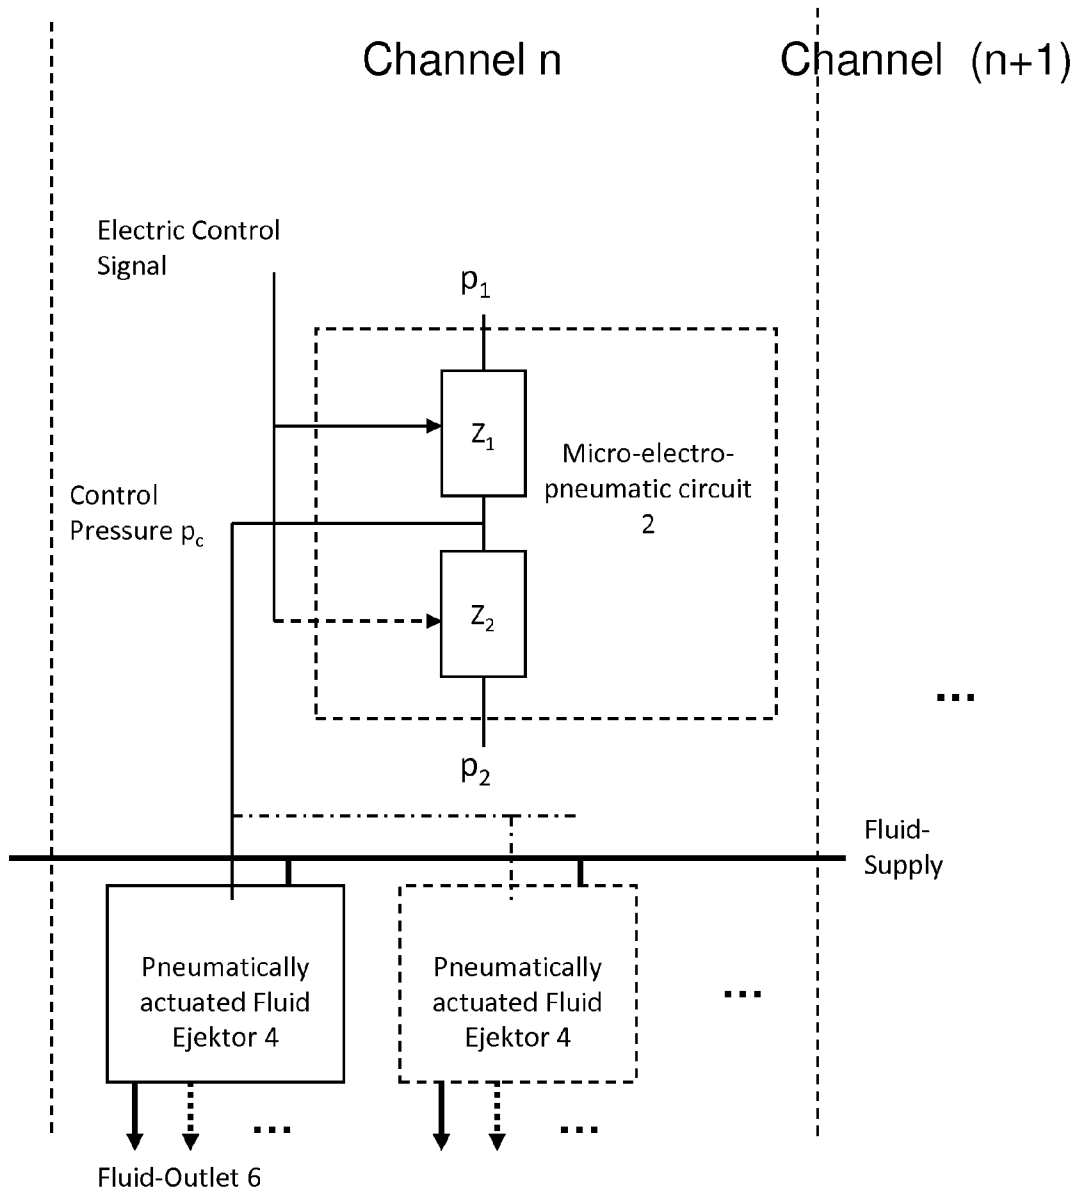 Channel n
Channel (n+1)
Electric Control
Signal
p1
Z1
Micro-electro-
pneumatic circuit
2
Control
Pressure pc
Z2
...
p2
Fluid-
Supply
Pneumatically
actuated Fluid
Ejektor 4
Pneumatically
actuated Fluid
Ejektor 4
...
...
...
Fluid-Outlet 6